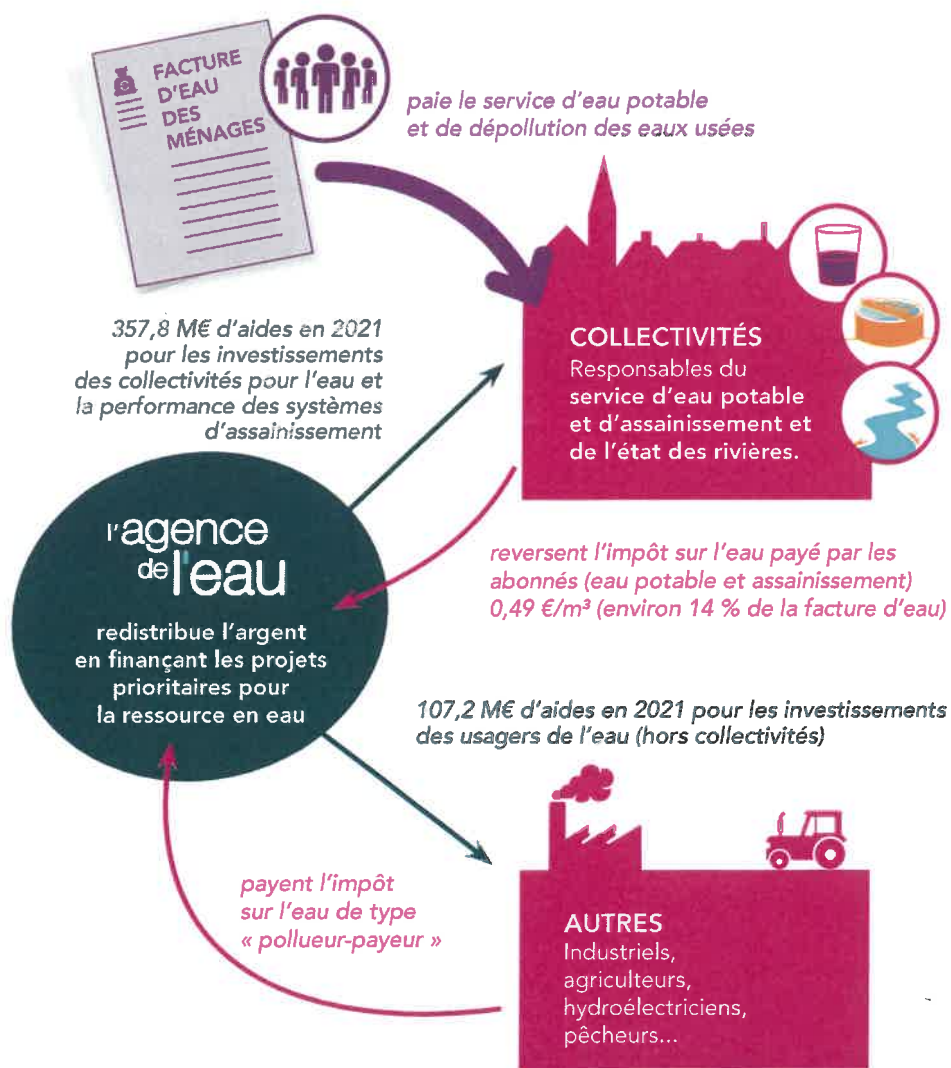 FACTURE
D'EAU
DES
MÉNAGES
paie le service d'eau potable
et de dépollution des eaux usées
357,8 M€ d'aides en 2021
pour les investissements
des collectivités pour l'eau et
la performance des systèmes
d'assainissement
COLLECTIVITÉS
Responsables du
service d'eau potable
et d'assainissement et
de l'état des rivières.
l'agence
de l'eau
redistribue l'argent
en finançant les projets
prioritaires pour
la ressource en eau
reversent l'impôt sur l'eau payé par les
abonnés (eau potable et assainissement)
0,49 €/m³ (environ 14 % de la facture d'eau)
107,2 M€ d'aides en 2021 pour les investissements
des usagers de l'eau (hors collectivités)
payent l'impôt
sur l'eau de type
« pollueur-payeur »
AUTRES
Industriels,
agriculteurs,
hydroélectriciens,
pêcheurs...